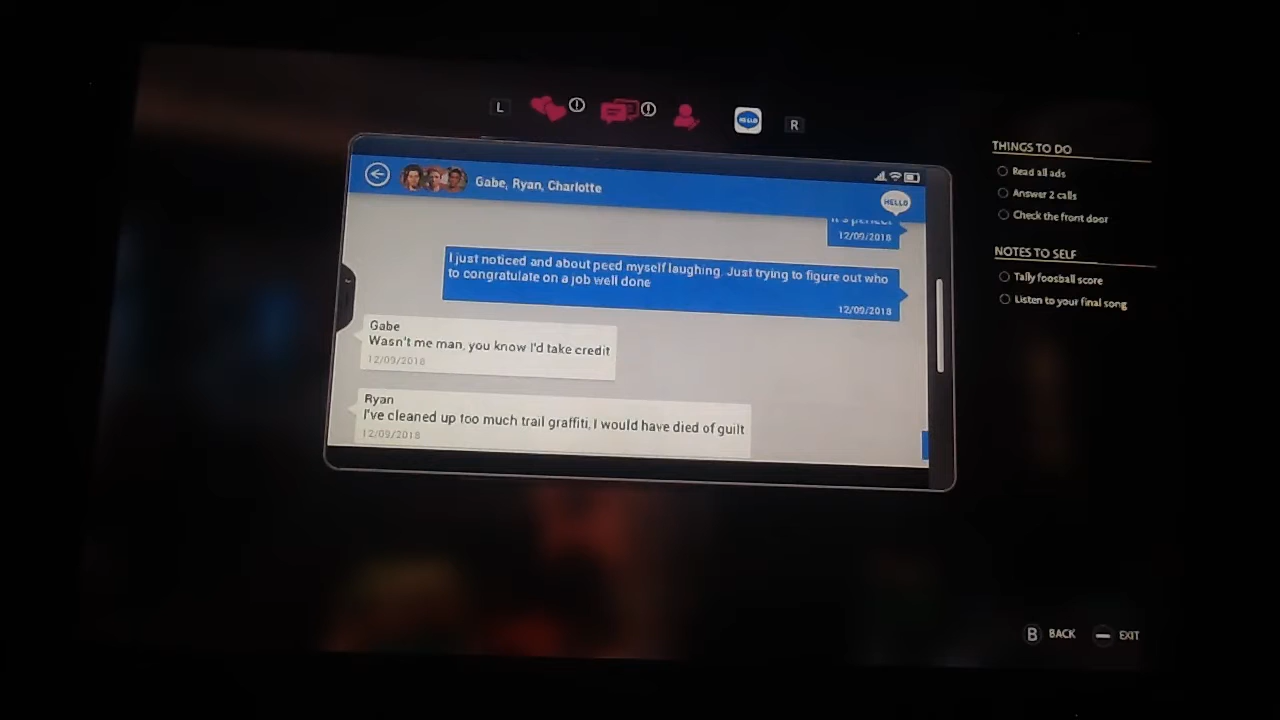 L
R
HELLO
Gabe, Ryan, Charlotte
HELLO
12/09/2018
I just noticed and about peed myself laughing. Just trying to figure out who
to congratulate on a job well done
12/09/2018
Gabe
Wasn't me man, you know I'd take credit
12/09/2018
Ryan
I've cleaned up too much trail graffiti, I would have died of guilt
12/09/2018
THINGS TO DO
Read all ads
Answer 2 calls
Check the front door
NOTES TO SELF
Tally foosball score
Listen to your final song
B BACK
EXIT